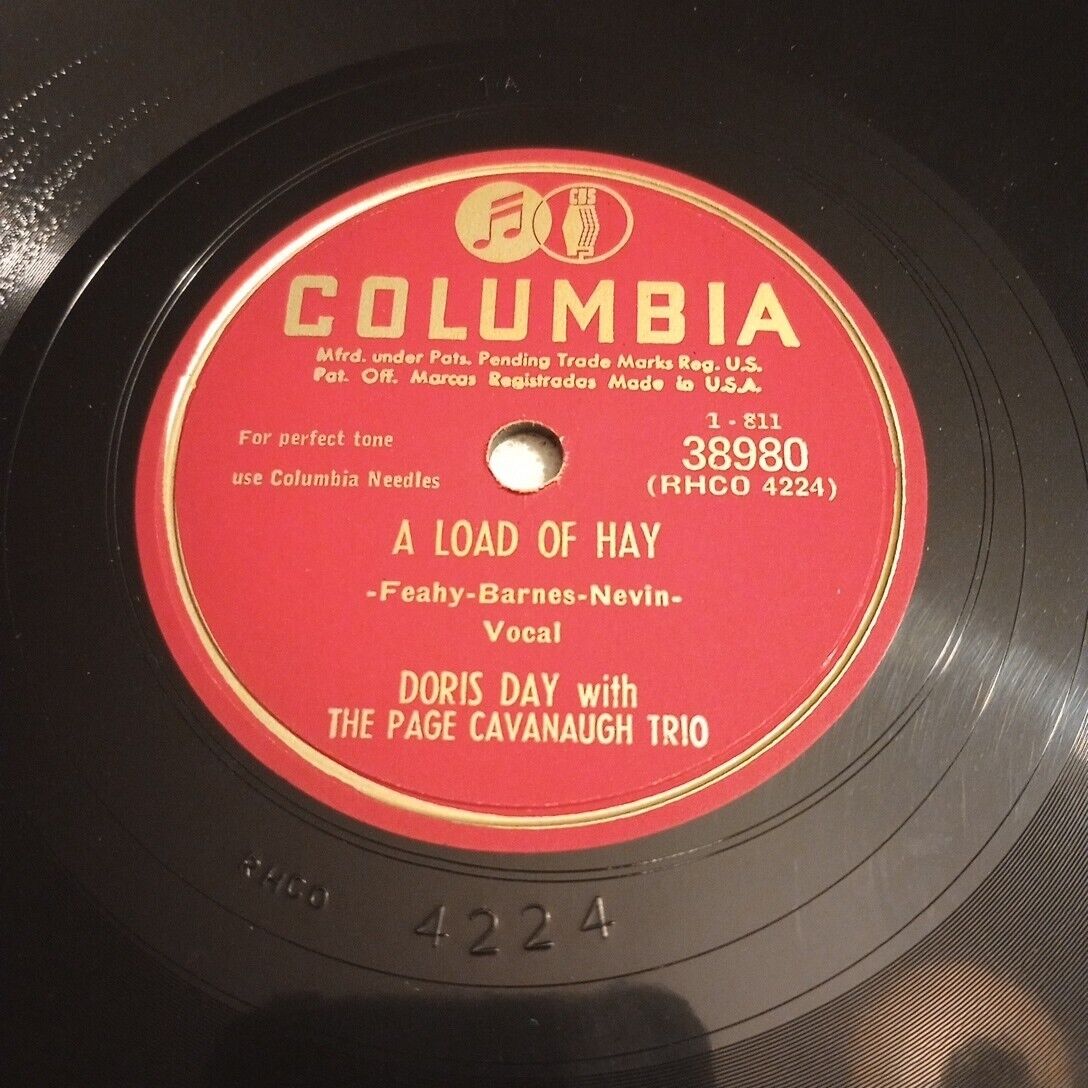 CBS
COLUMBIA
Mfrd. under Pats. Pending Trade Marks Reg. U.S.
Pat. Off. Marcas Registradas Made in U.S.A.
1 - 811
For perfect tone
38980
use Columbia Needles
(RHCO 4224)
A LOAD OF HAY
-Feahy-Barnes-Nevin-
Vocal
DORIS DAY with
THE PAGE CAVANAUGH TRIO
RHCO 4224